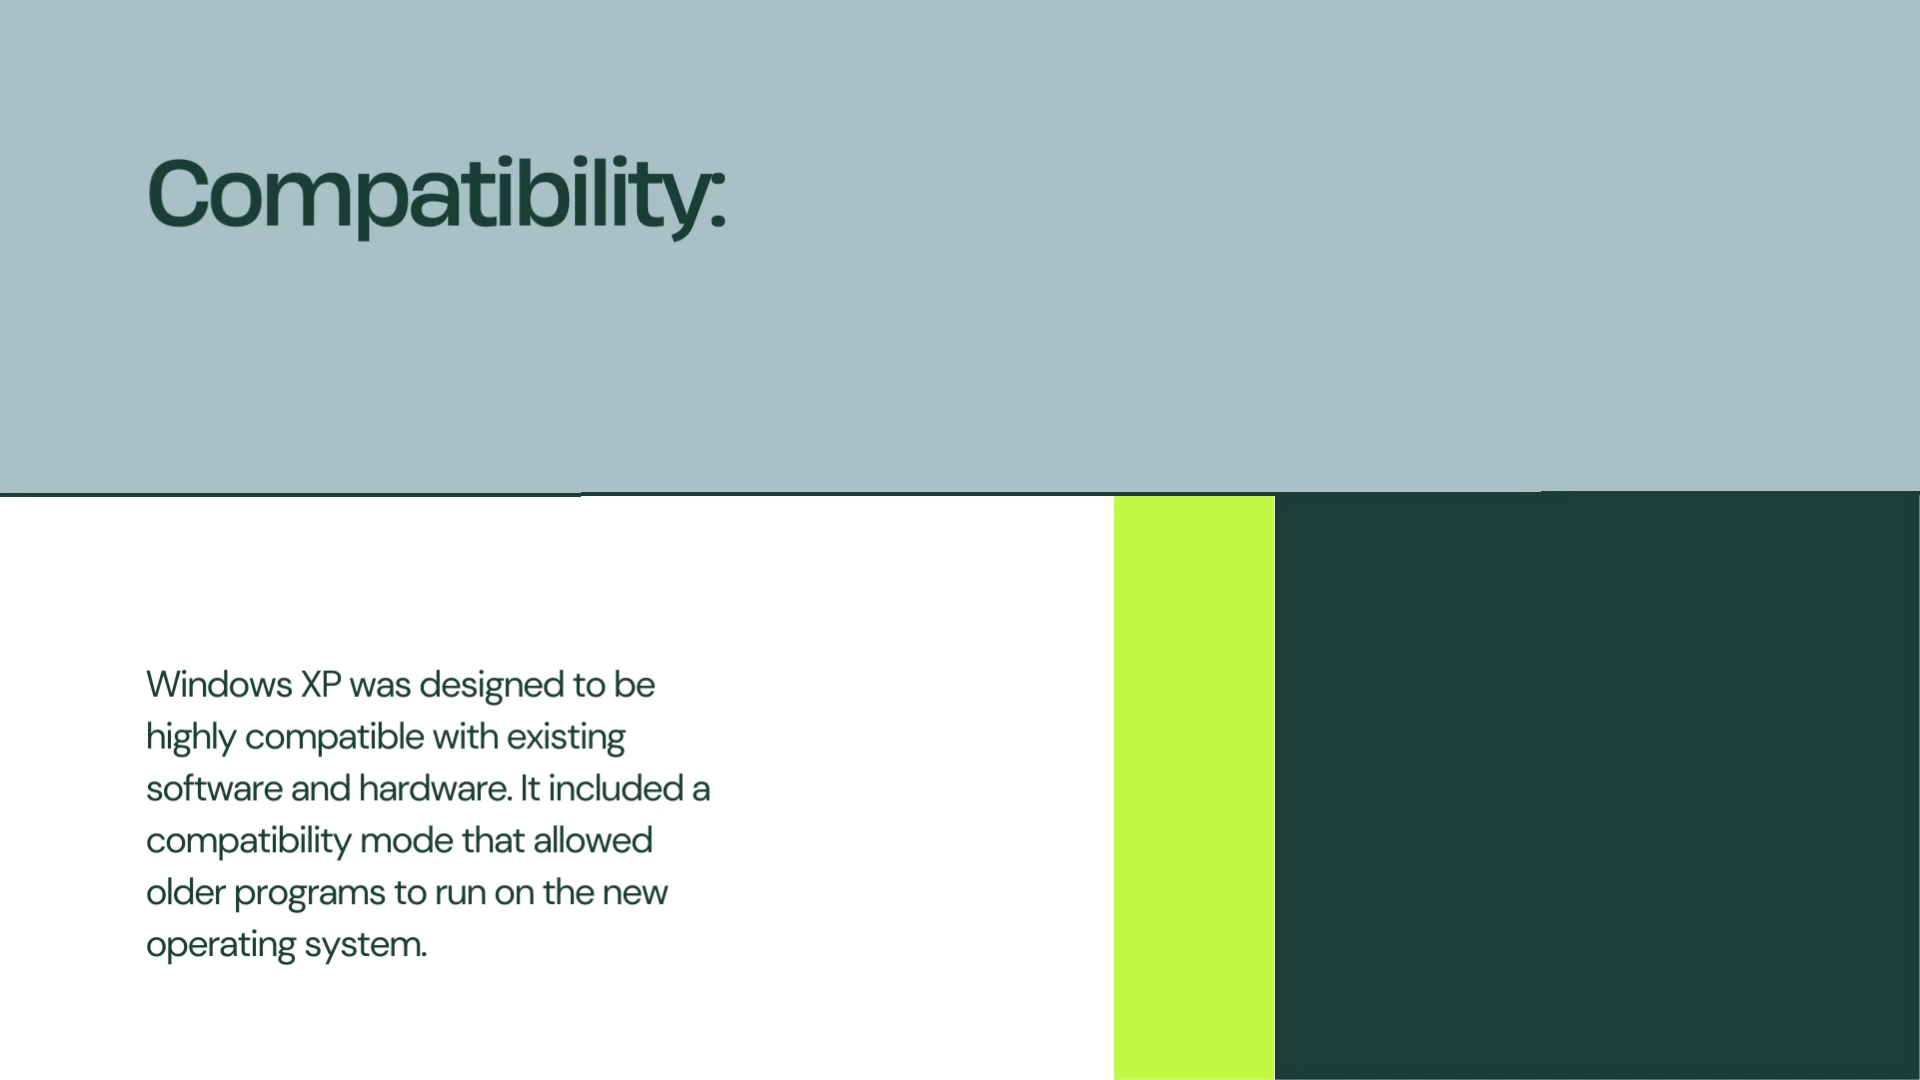 Compatibility:
Windows XP was designed to be
highly compatible with existing
software and hardware. It included a
compatibility mode that allowed
older programs to run on the new
operating system.